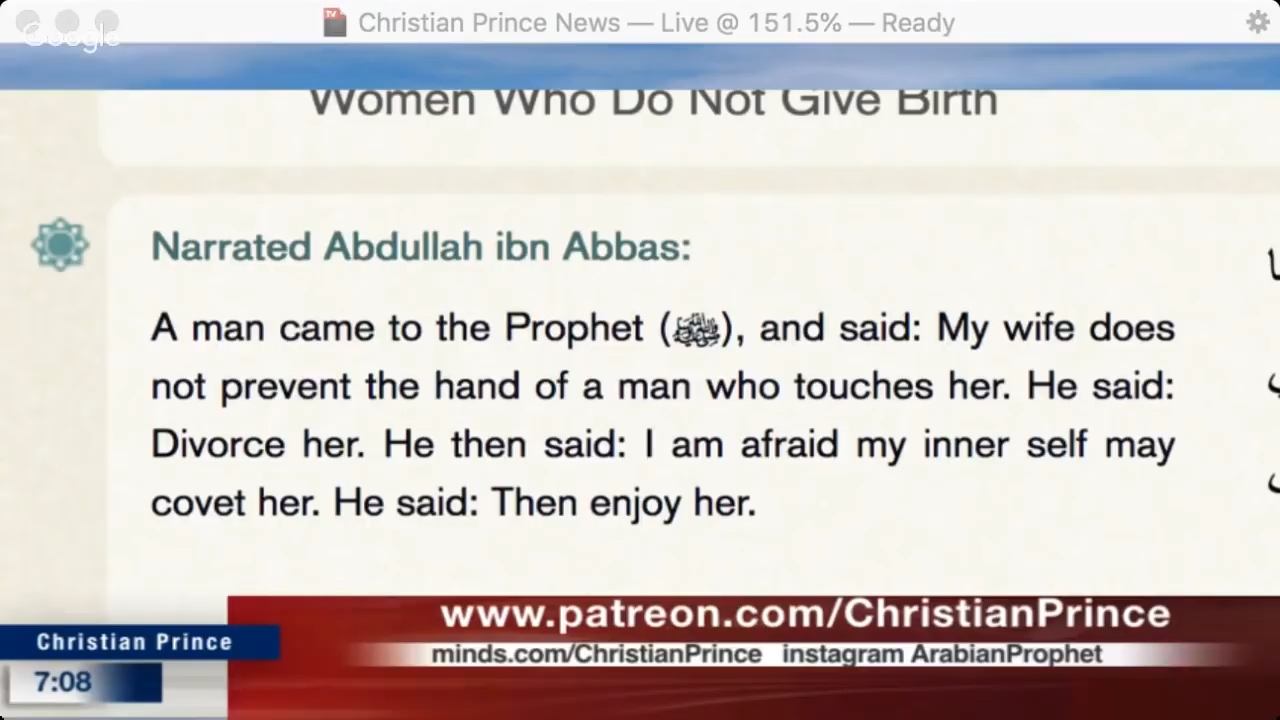 Christian Prince News — Live @ 151.5% — Ready
Google
Women Who Do Not Give Birth
Narrated Abdullah ibn Abbas:
A man came to the Prophet (ﷺ), and said: My wife does
not prevent the hand of a man who touches her. He said:
Divorce her. He then said: I am afraid my inner self may
covet her. He said: Then enjoy her.
www.patreon.com/ChristianPrince
Christian Prince
minds.com/ChristianPrince instagram ArabianProphet
7:08